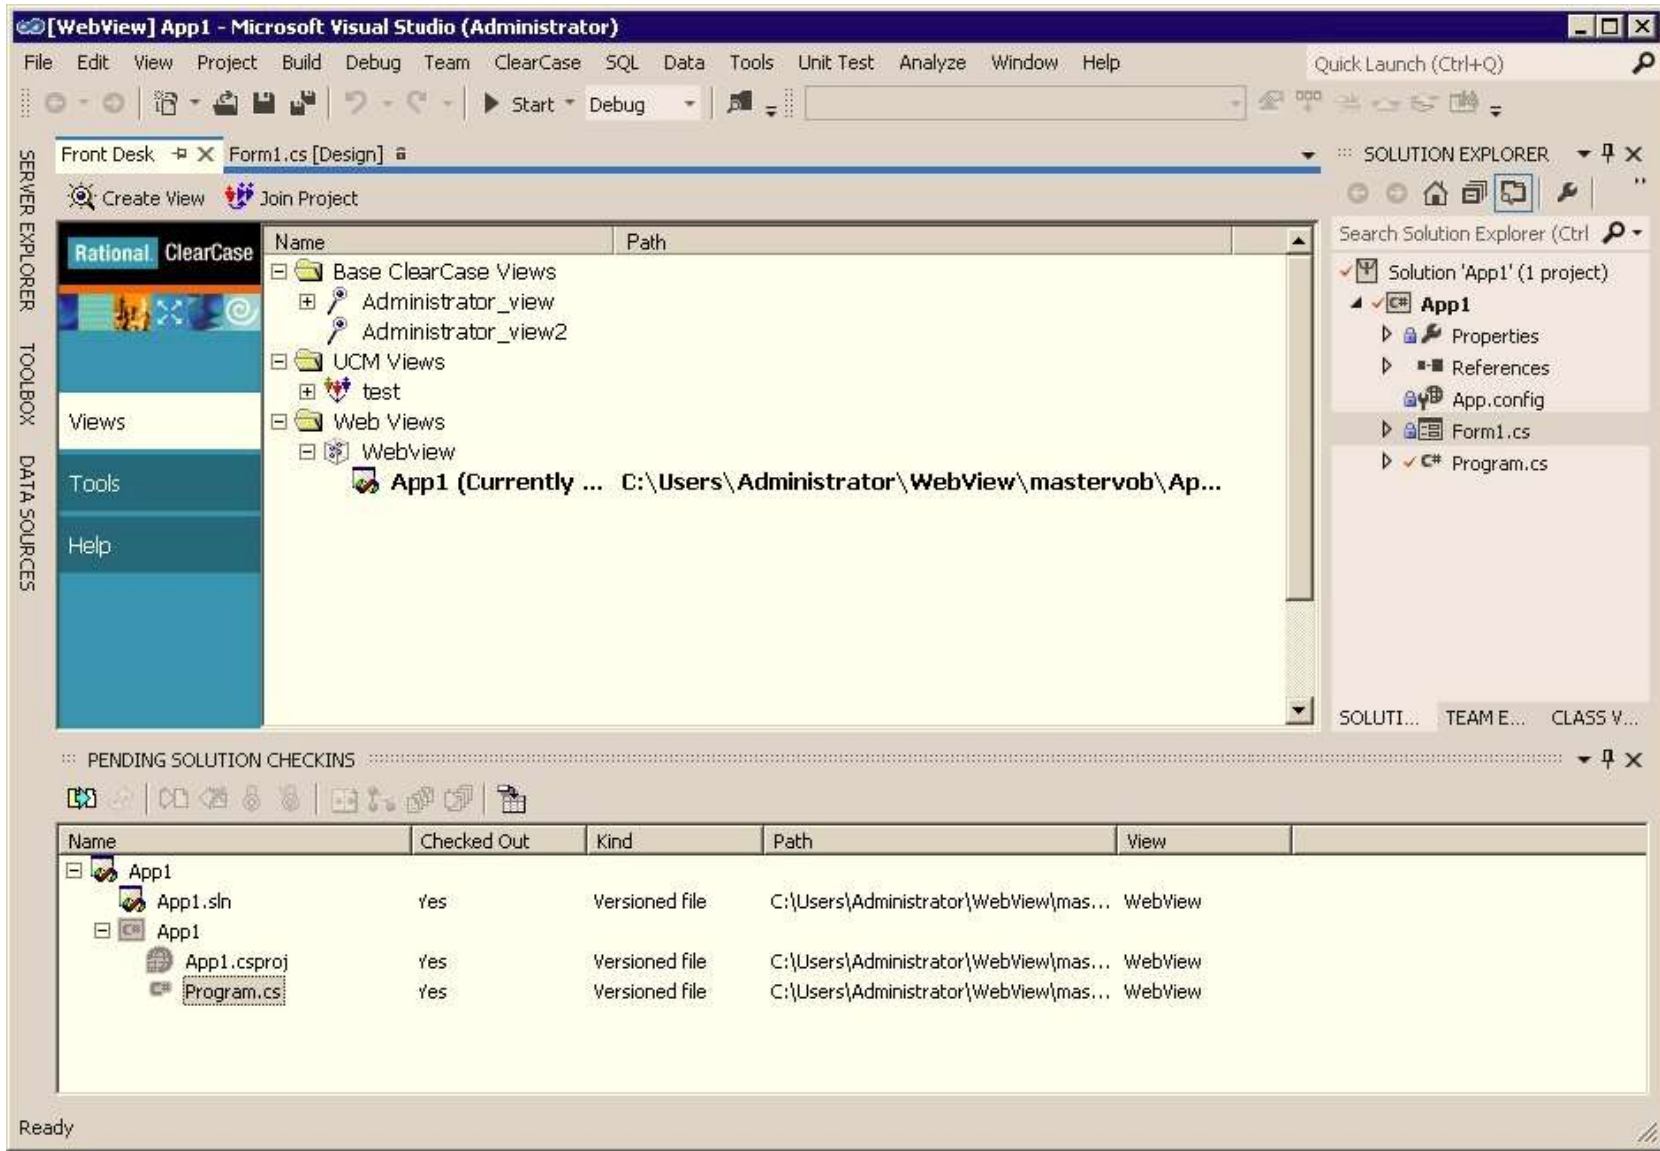 [WebView] App1 - Microsoft Visual Studio (Administrator)
File Edit View Project Build Debug Team ClearCase SQL Data Tools Unit Test Analyze Window Help Quick Launch (Ctrl+Q)
Start Debug
SERVER EXPLORER
TOOLBOX
DATA SOURCES
Front Desk Form1.cs [Design]
Create View Join Project
Rational. ClearCase
Views
Tools
Help
Name Path
Base ClearCase Views
Administrator_view
Administrator_view2
UCM Views
test
Web Views
WebView
App1 (Currently ... C:\Users\Administrator\WebView\mastervob\Ap...
SOLUTION EXPLORER
Search Solution Explorer (Ctrl
Solution 'App1' (1 project)
C# App1
Properties
References
App.config
Form1.cs
C# Program.cs
SOLUTI... TEAM E... CLASS V...
PENDING SOLUTION CHECKINS
Name Checked Out Kind Path View
App1
App1.sln Yes Versioned file C:\Users\Administrator\WebView\mas... WebView
C# App1
App1.csproj Yes Versioned file C:\Users\Administrator\WebView\mas... WebView
C# Program.cs Yes Versioned file C:\Users\Administrator\WebView\mas... WebView
Ready